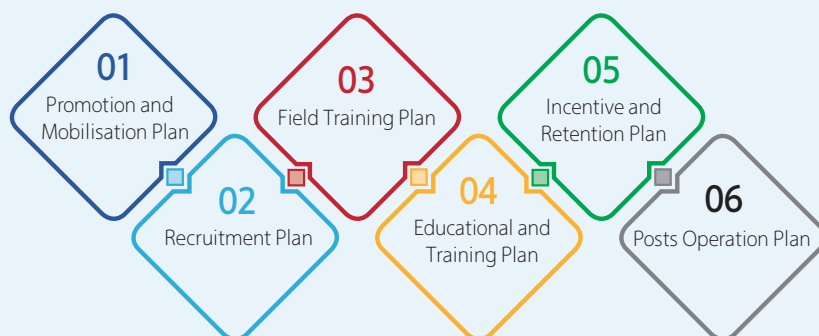 01
Promotion and
Mobilisation Plan
02
Recruitment Plan
03
Field Training Plan
04
Educational and
Training Plan
05
Incentive and
Retention Plan
06
Posts Operation Plan